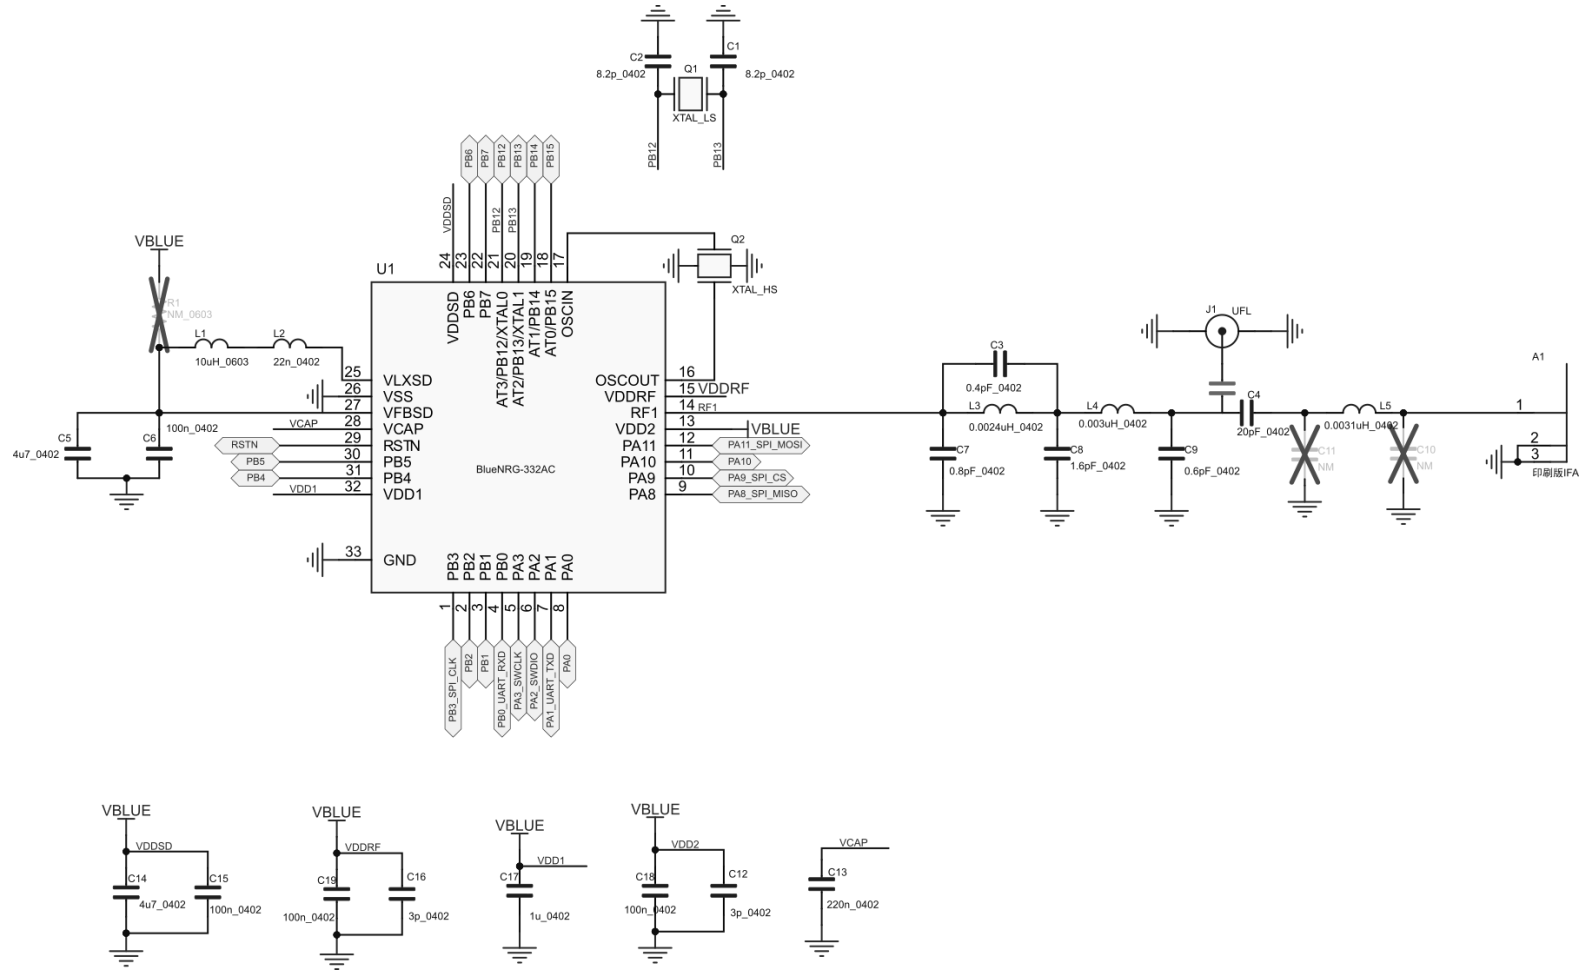 C2
8.2p_0402
C1
8.2p_0402
Q1
XTAL_LS
PB12
PB13
PB6
PB7
PB12
PB13
PB14
PB15
VDDSD
PB12
PB13
24
23
22
21
20
19
18
17
Q2
XTAL_HS
VBLUE
R1
NM_0603
L1
10uH_0603
L2
22n_0402
U1
VDDSD
PB6
PB7
AT3/PB12/XTAL0
AT2/PB13/XTAL1
AT1/PB14
AT0/PB15
OSCIN
25 VLXSD
26 VSS
27 VFBSD
VCAP 28 VCAP
RSTN 29 RSTN
PB5 30 PB5
PB4 31 PB4
VDD1 32 VDD1
33 GND
C5
4u7_0402
C6
100n_0402
BlueNRG-332AC
OSCOUT 16
VDDRF 15 VDDRF
RF1 14 RF1
VDD2 13 VBLUE
PA11 12 PA11_SPI_MOSI
PA10 11 PA10
PA9 10 PA9_SPI_CS
PA8 9 PA8_SPI_MISO
PB3
PB2
PB1
PB0
PA3
PA2
PA1
PA0
1
2
3
4
5
6
7
8
PB3_SPI_CLK
PB2
PB1
PB0_UART_RXD
PA3_SWCLK
PA2_SWDIO
PA1_UART_TXD
PA0
C3
0.4pF_0402
L3
0.0024uH_0402
C7
0.8pF_0402
C8
1.6pF_0402
L4
0.003uH_0402
C9
0.6pF_0402
J1 UFL
C4
20pF_0402
C11
NM
L5
0.0031uH_0402
C10
NM
A1
1
2
3
印刷版IFA
VBLUE
VDDSD
C14
4u7_0402
C15
100n_0402
VBLUE
VDDRF
C19
100n_0402
C16
3p_0402
VBLUE
VDD1
C17
1u_0402
VBLUE
VDD2
C18
100n_0402
C12
3p_0402
VCAP
C13
220n_0402